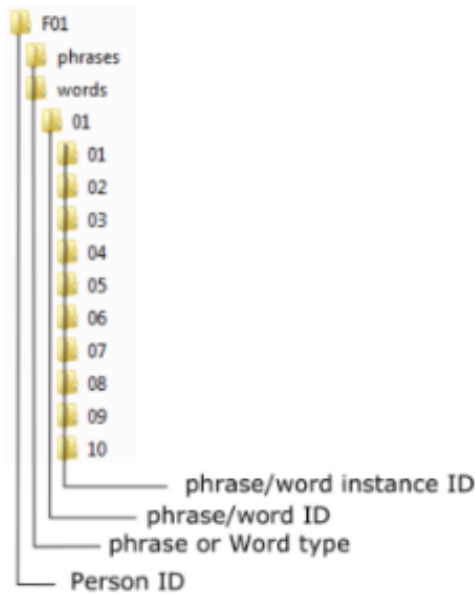 F01
phrases
words
01
01
02
03
04
05
06
07
08
09
10
phrase/word instance ID
phrase/word ID
phrase or Word type
Person ID